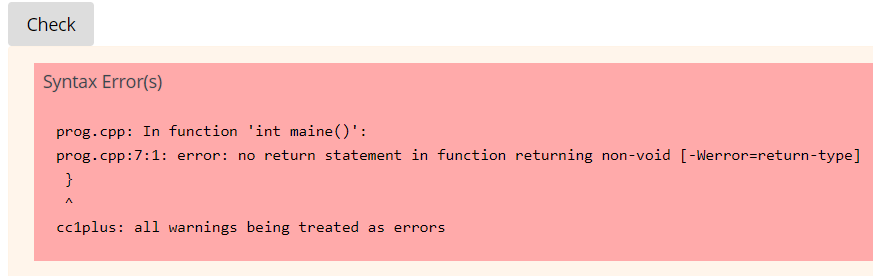 Check
Syntax Error(s)
prog.cpp: In function 'int maine()':
prog.cpp:7:1: error: no return statement in function returning non-void [-Werror=return-type]
}
^
cc1plus: all warnings being treated as errors